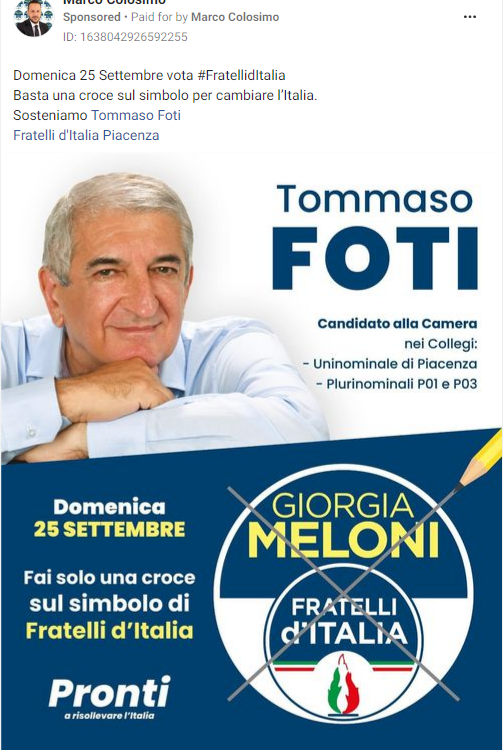 Marco Colosimo
Sponsored • Paid for by Marco Colosimo
ID: 1638042926592255
Domenica 25 Settembre vota #FratellidItalia
Basta una croce sul simbolo per cambiare l'Italia.
Sosteniamo Tommaso Foti
Fratelli d'Italia Piacenza
Tommaso
FOTI
Candidato alla Camera
nei Collegi:
- Uninominale di Piacenza
- Plurinominali P01 e P03
Domenica
25 SETTEMBRE
Fai solo una croce
sul simbolo di
Fratelli d'Italia
Pronti
a risollevare l'Italia
GIORGIA
MELONI
FRATELLI
d'ITALIA